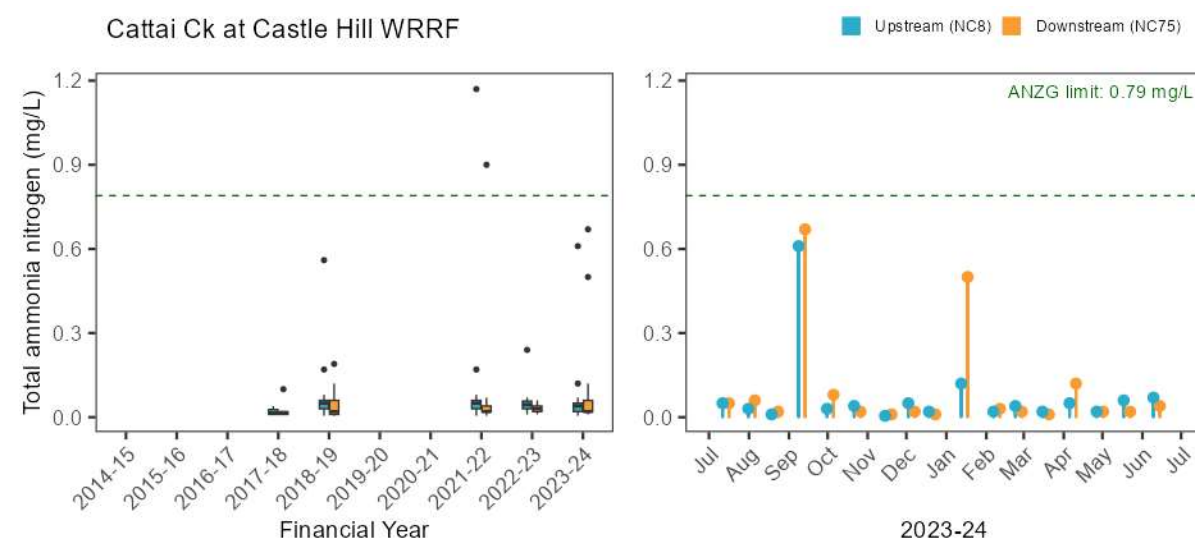 Cattai Ck at Castle Hill WRRF
Upstream (NC8) Downstream (NC75)
Total ammonia nitrogen (mg/L)
1.2
0.9
0.6
0.3
0.0
2014-15 2015-16 2016-17 2017-18 2018-19 2019-20 2020-21 2021-22 2022-23 2023-24
Financial Year
ANZG limit: 0.79 mg/L
1.2
0.9
0.6
0.3
0.0
Jul Aug Sep Oct Nov Dec Jan Feb Mar Apr May Jun Jul
2023-24